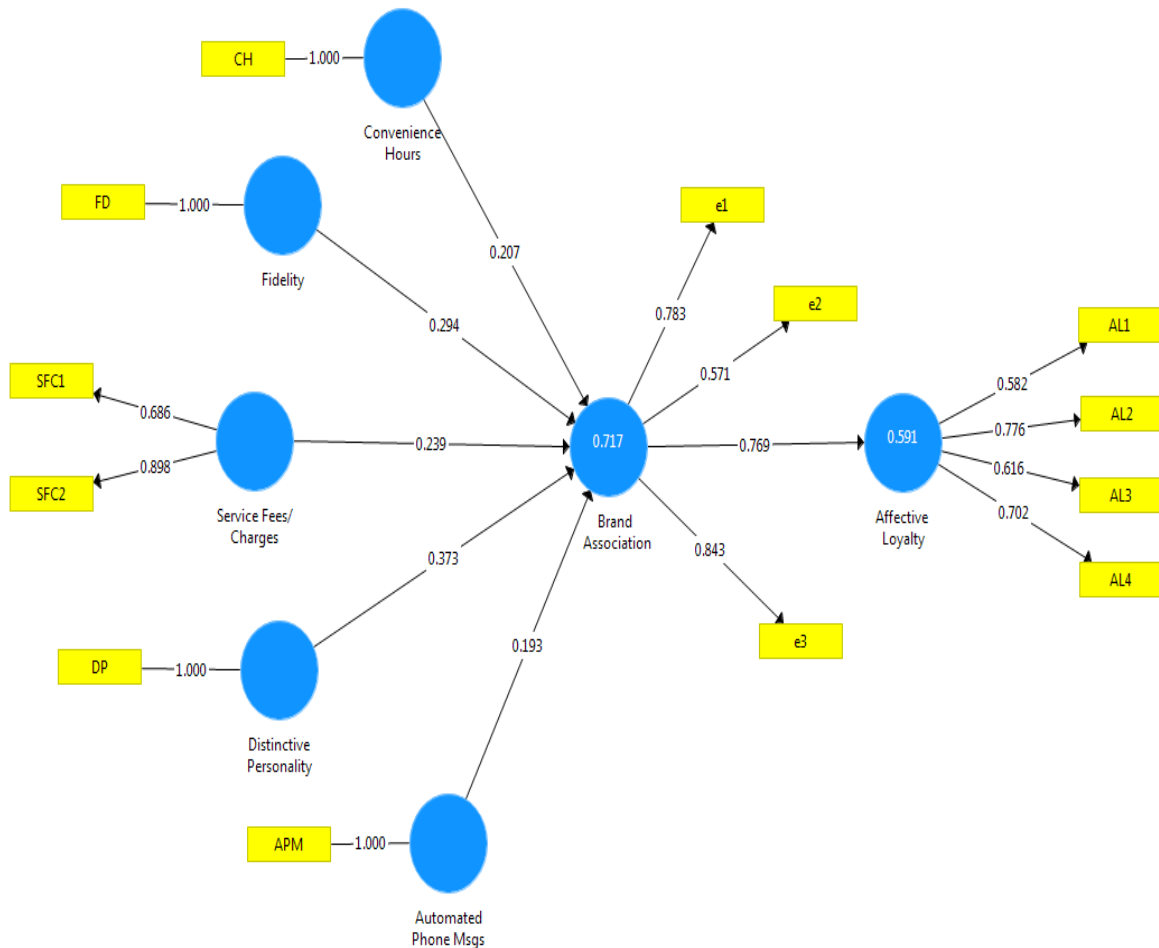 CH
1.000
Convenience
Hours
FD
1.000
Fidelity
0.207
0.294
e1
0.783
e2
0.571
SFC1
0.686
SFC2
0.898
Service Fees/
Charges
0.239
0.717
Brand
Association
0.769
0.591
Affective
Loyalty
AL1
0.582
AL2
0.776
AL3
0.616
AL4
0.702
0.843
e3
DP
1.000
Distinctive
Personality
0.373
0.193
APM
1.000
Automated
Phone Msgs